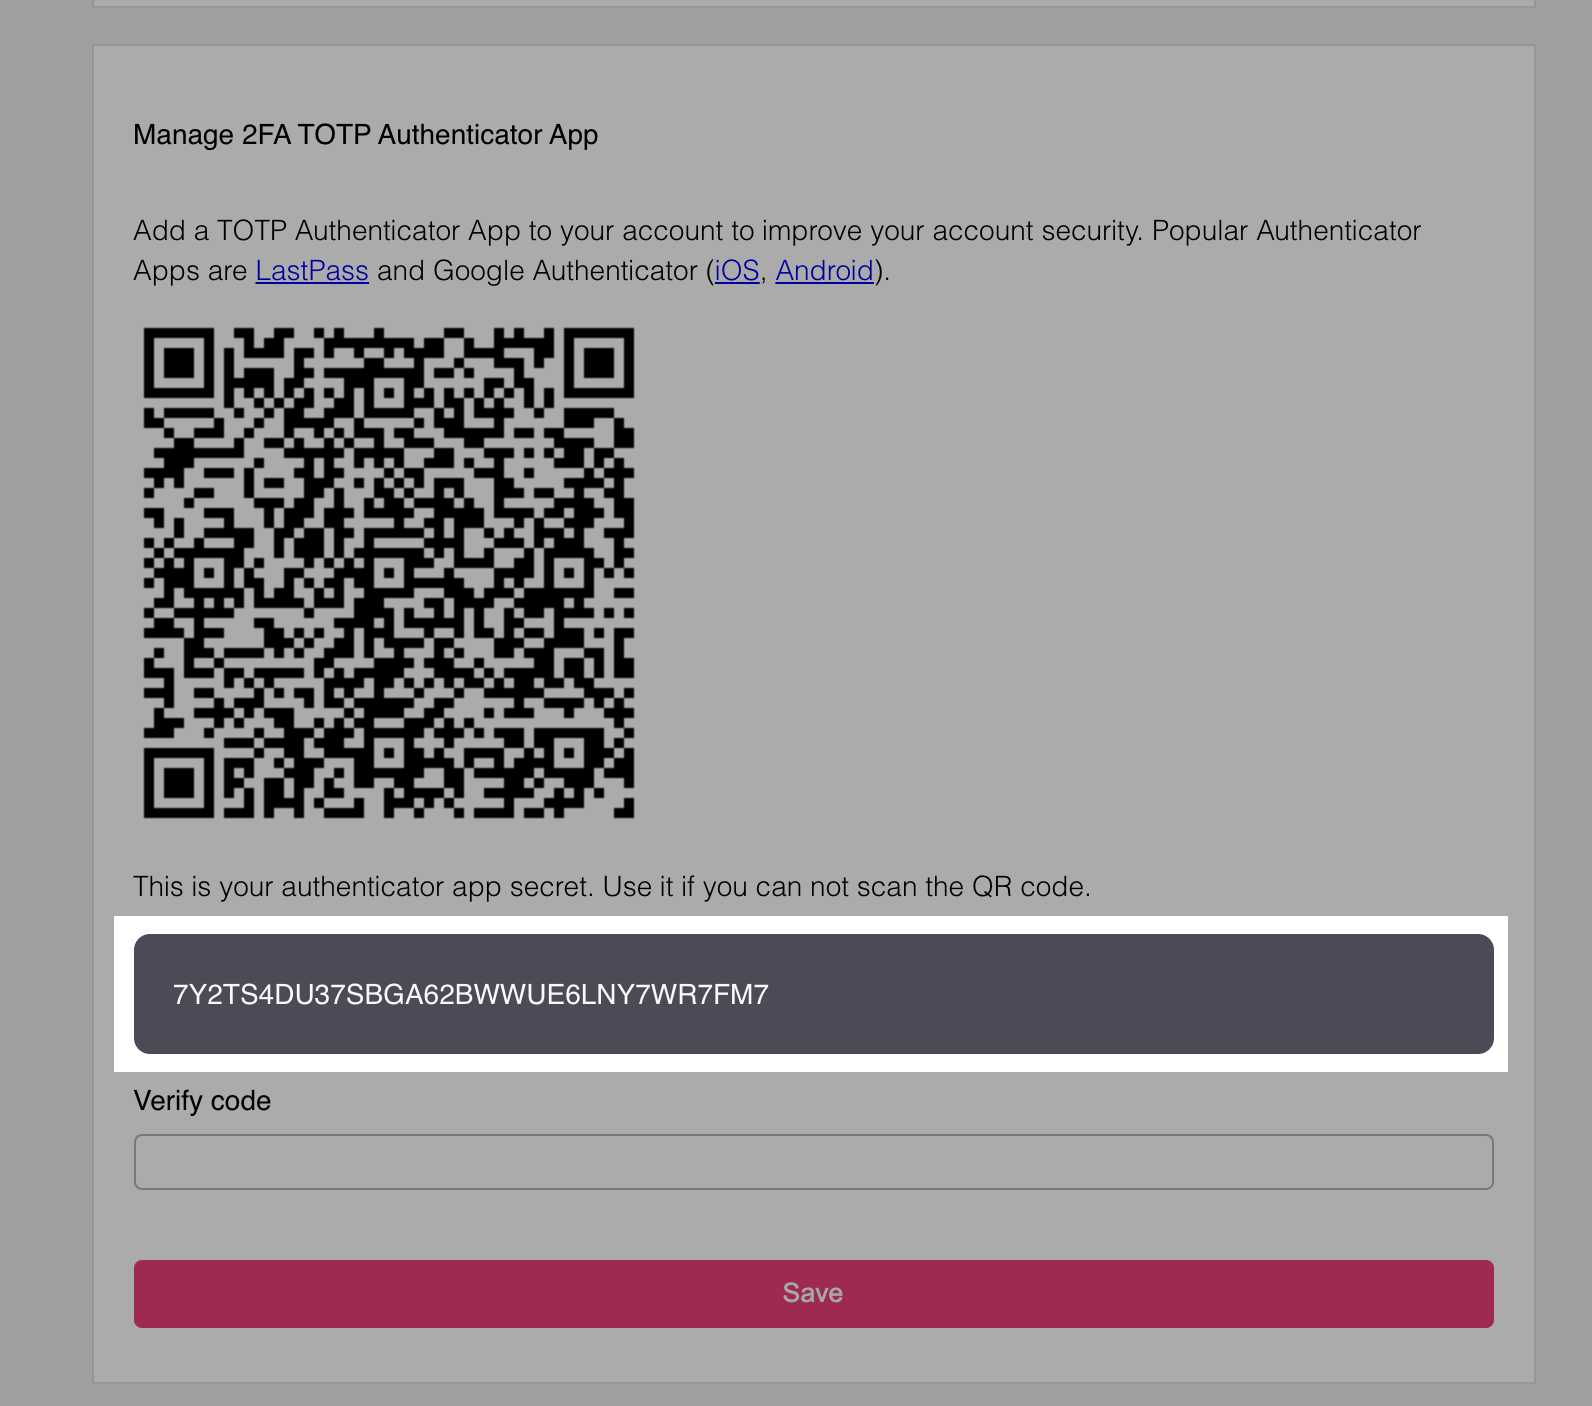 Manage 2FA TOTP Authenticator App
Add a TOTP Authenticator App to your account to improve your account security. Popular Authenticator
Apps are LastPass and Google Authenticator (iOS, Android).
This is your authenticator app secret. Use it if you can not scan the QR code.
7Y2TS4DU37SBGA62BWWUE6LNY7WR7FM7
Verify code
Save